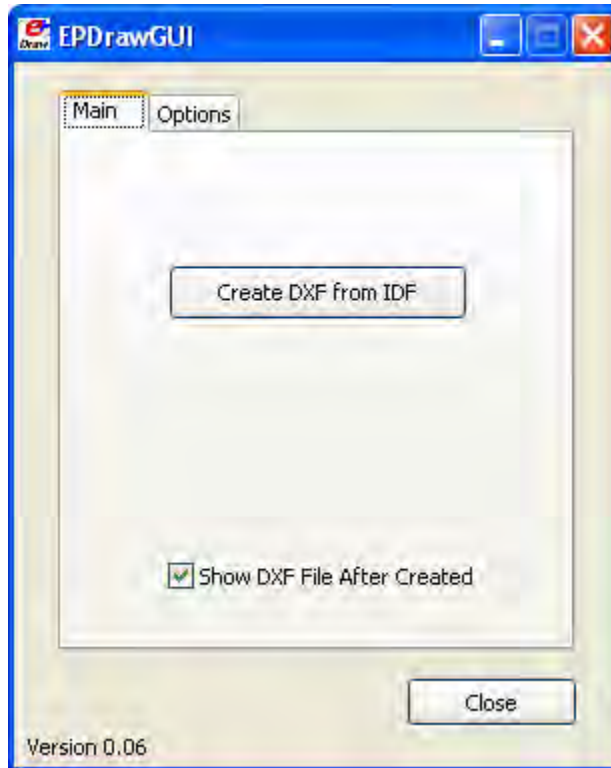 EPDrawGUI
Main
Options
Create DXF from IDF
Show DXF File After Created
Close
Version 0.06